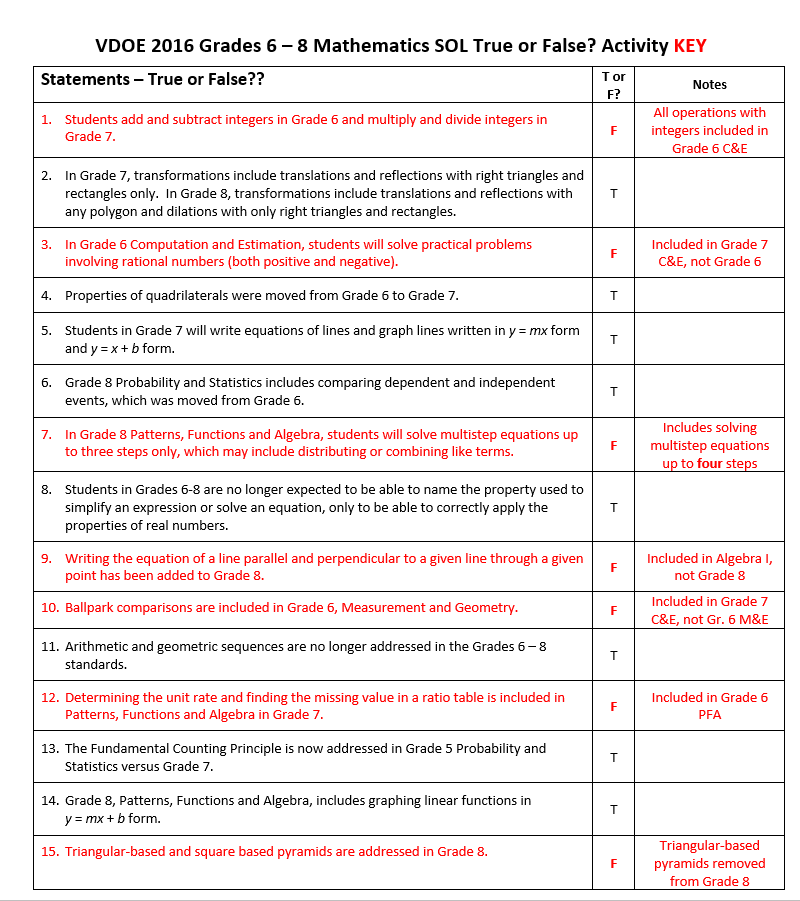 VDOE 2016 Grades 6 – 8 Mathematics SOL True or False? Activity KEY
Statements – True or False??
T or
F?
Notes
1. Students add and subtract integers in Grade 6 and multiply and divide integers in
Grade 7.
F
All operations with
integers included in
Grade 6 C&E
2. In Grade 7, transformations include translations and reflections with right triangles and
rectangles only. In Grade 8, transformations include translations and reflections with
any polygon and dilations with only right triangles and rectangles.
T
3. In Grade 6 Computation and Estimation, students will solve practical problems
involving rational numbers (both positive and negative).
F
Included in Grade 7
C&E, not Grade 6
4. Properties of quadrilaterals were moved from Grade 6 to Grade 7.
T
5. Students in Grade 7 will write equations of lines and graph lines written in y = mx form
and y = x + b form.
T
6. Grade 8 Probability and Statistics includes comparing dependent and independent
events, which was moved from Grade 6.
T
7. In Grade 8 Patterns, Functions and Algebra, students will solve multistep equations up
to three steps only, which may include distributing or combining like terms.
F
Includes solving
multistep equations
up to four steps
8. Students in Grades 6-8 are no longer expected to be able to name the property used to
simplify an expression or solve an equation, only to be able to correctly apply the
properties of real numbers.
T
9. Writing the equation of a line parallel and perpendicular to a given line through a given
point has been added to Grade 8.
F
Included in Algebra I,
not Grade 8
10. Ballpark comparisons are included in Grade 6, Measurement and Geometry.
F
Included in Grade 7
C&E, not Gr. 6 M&E
11. Arithmetic and geometric sequences are no longer addressed in the Grades 6 – 8
standards.
T
12. Determining the unit rate and finding the missing value in a ratio table is included in
Patterns, Functions and Algebra in Grade 7.
F
Included in Grade 6
PFA
13. The Fundamental Counting Principle is now addressed in Grade 5 Probability and
Statistics versus Grade 7.
T
14. Grade 8, Patterns, Functions and Algebra, includes graphing linear functions in
y = mx + b form.
T
15. Triangular-based and square based pyramids are addressed in Grade 8.
F
Triangular-based
pyramids removed
from Grade 8